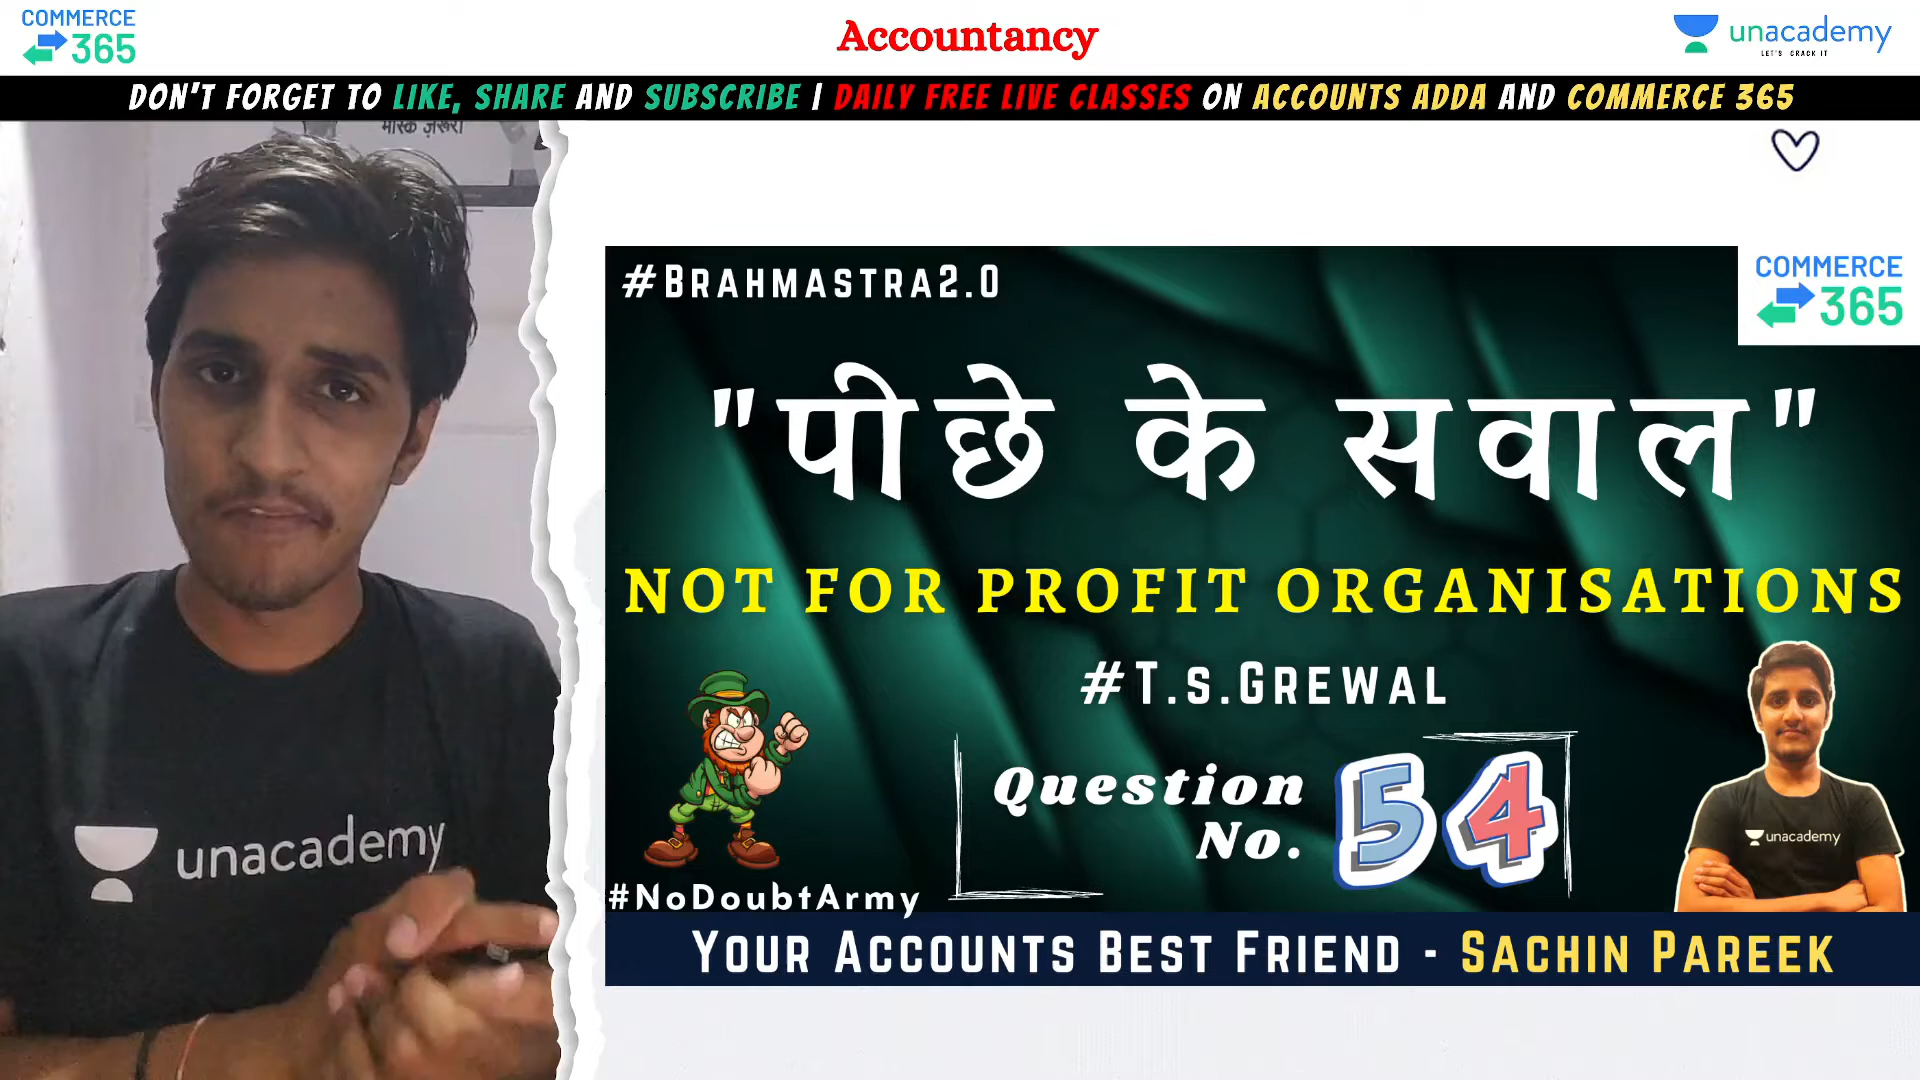 COMMERCE
365
Accountancy
unacademy
LET'S CRACK IT
DON'T FORGET TO LIKE, SHARE AND SUBSCRIBE | DAILY FREE LIVE CLASSES ON ACCOUNTS ADDA AND COMMERCE 365
मास्क ज़रूरी
#BRAHMASTRA2.0
COMMERCE
365
"पीछे के सवाल"
NOT FOR PROFIT ORGANISATIONS
#T.S.GREWAL
Question
No.
54
unacademy
unacademy
#NoDoubtArmy
YOUR ACCOUNTS BEST FRIEND - SACHIN PAREEK